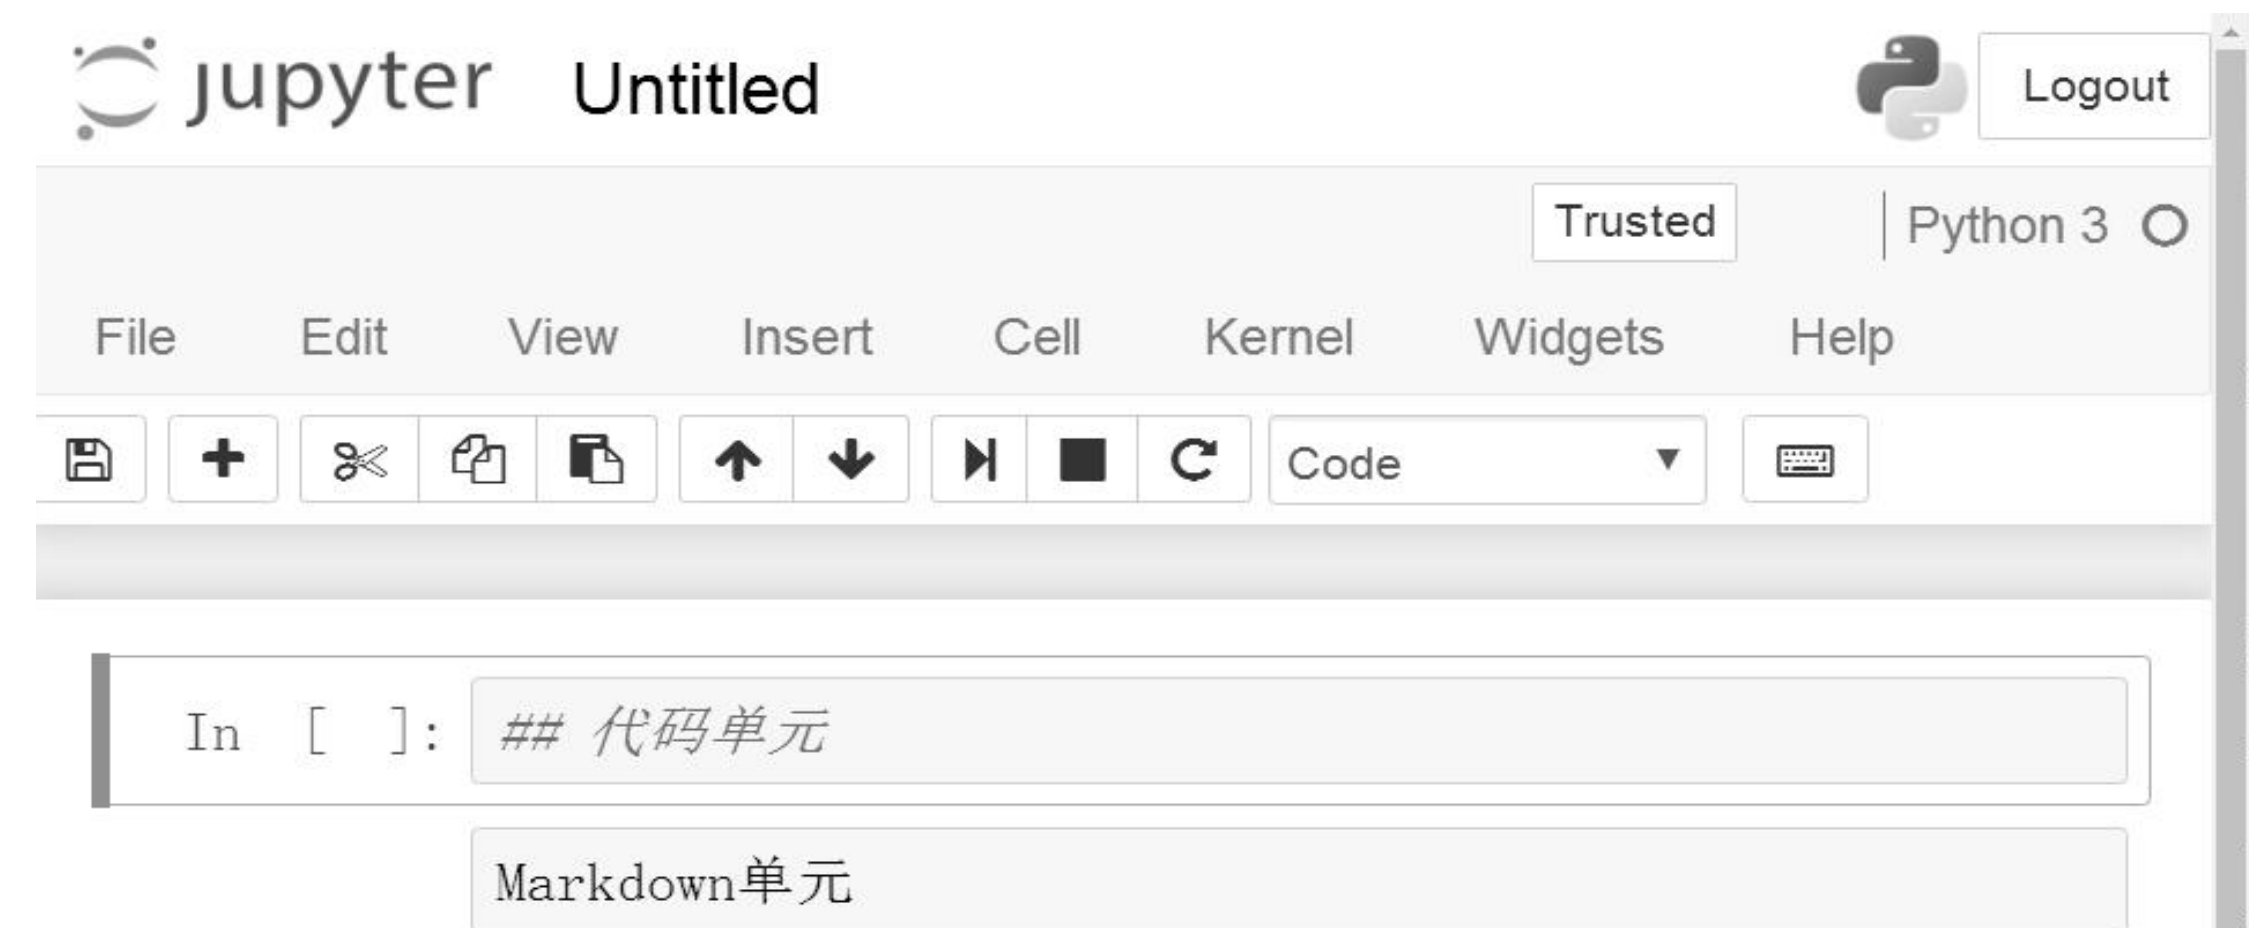 jupyter Untitled Logout
Trusted Python 3
File Edit View Insert Cell Kernel Widgets Help
Code
In [ ]: ## 代码单元
Markdown单元